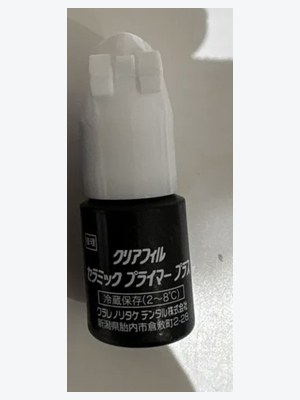 クリアフィル
セラミック プライマー プラス
冷蔵保存(2～8℃)
クラレノリタケ デンタル株式会社
新潟県胎内市倉敷町2-28